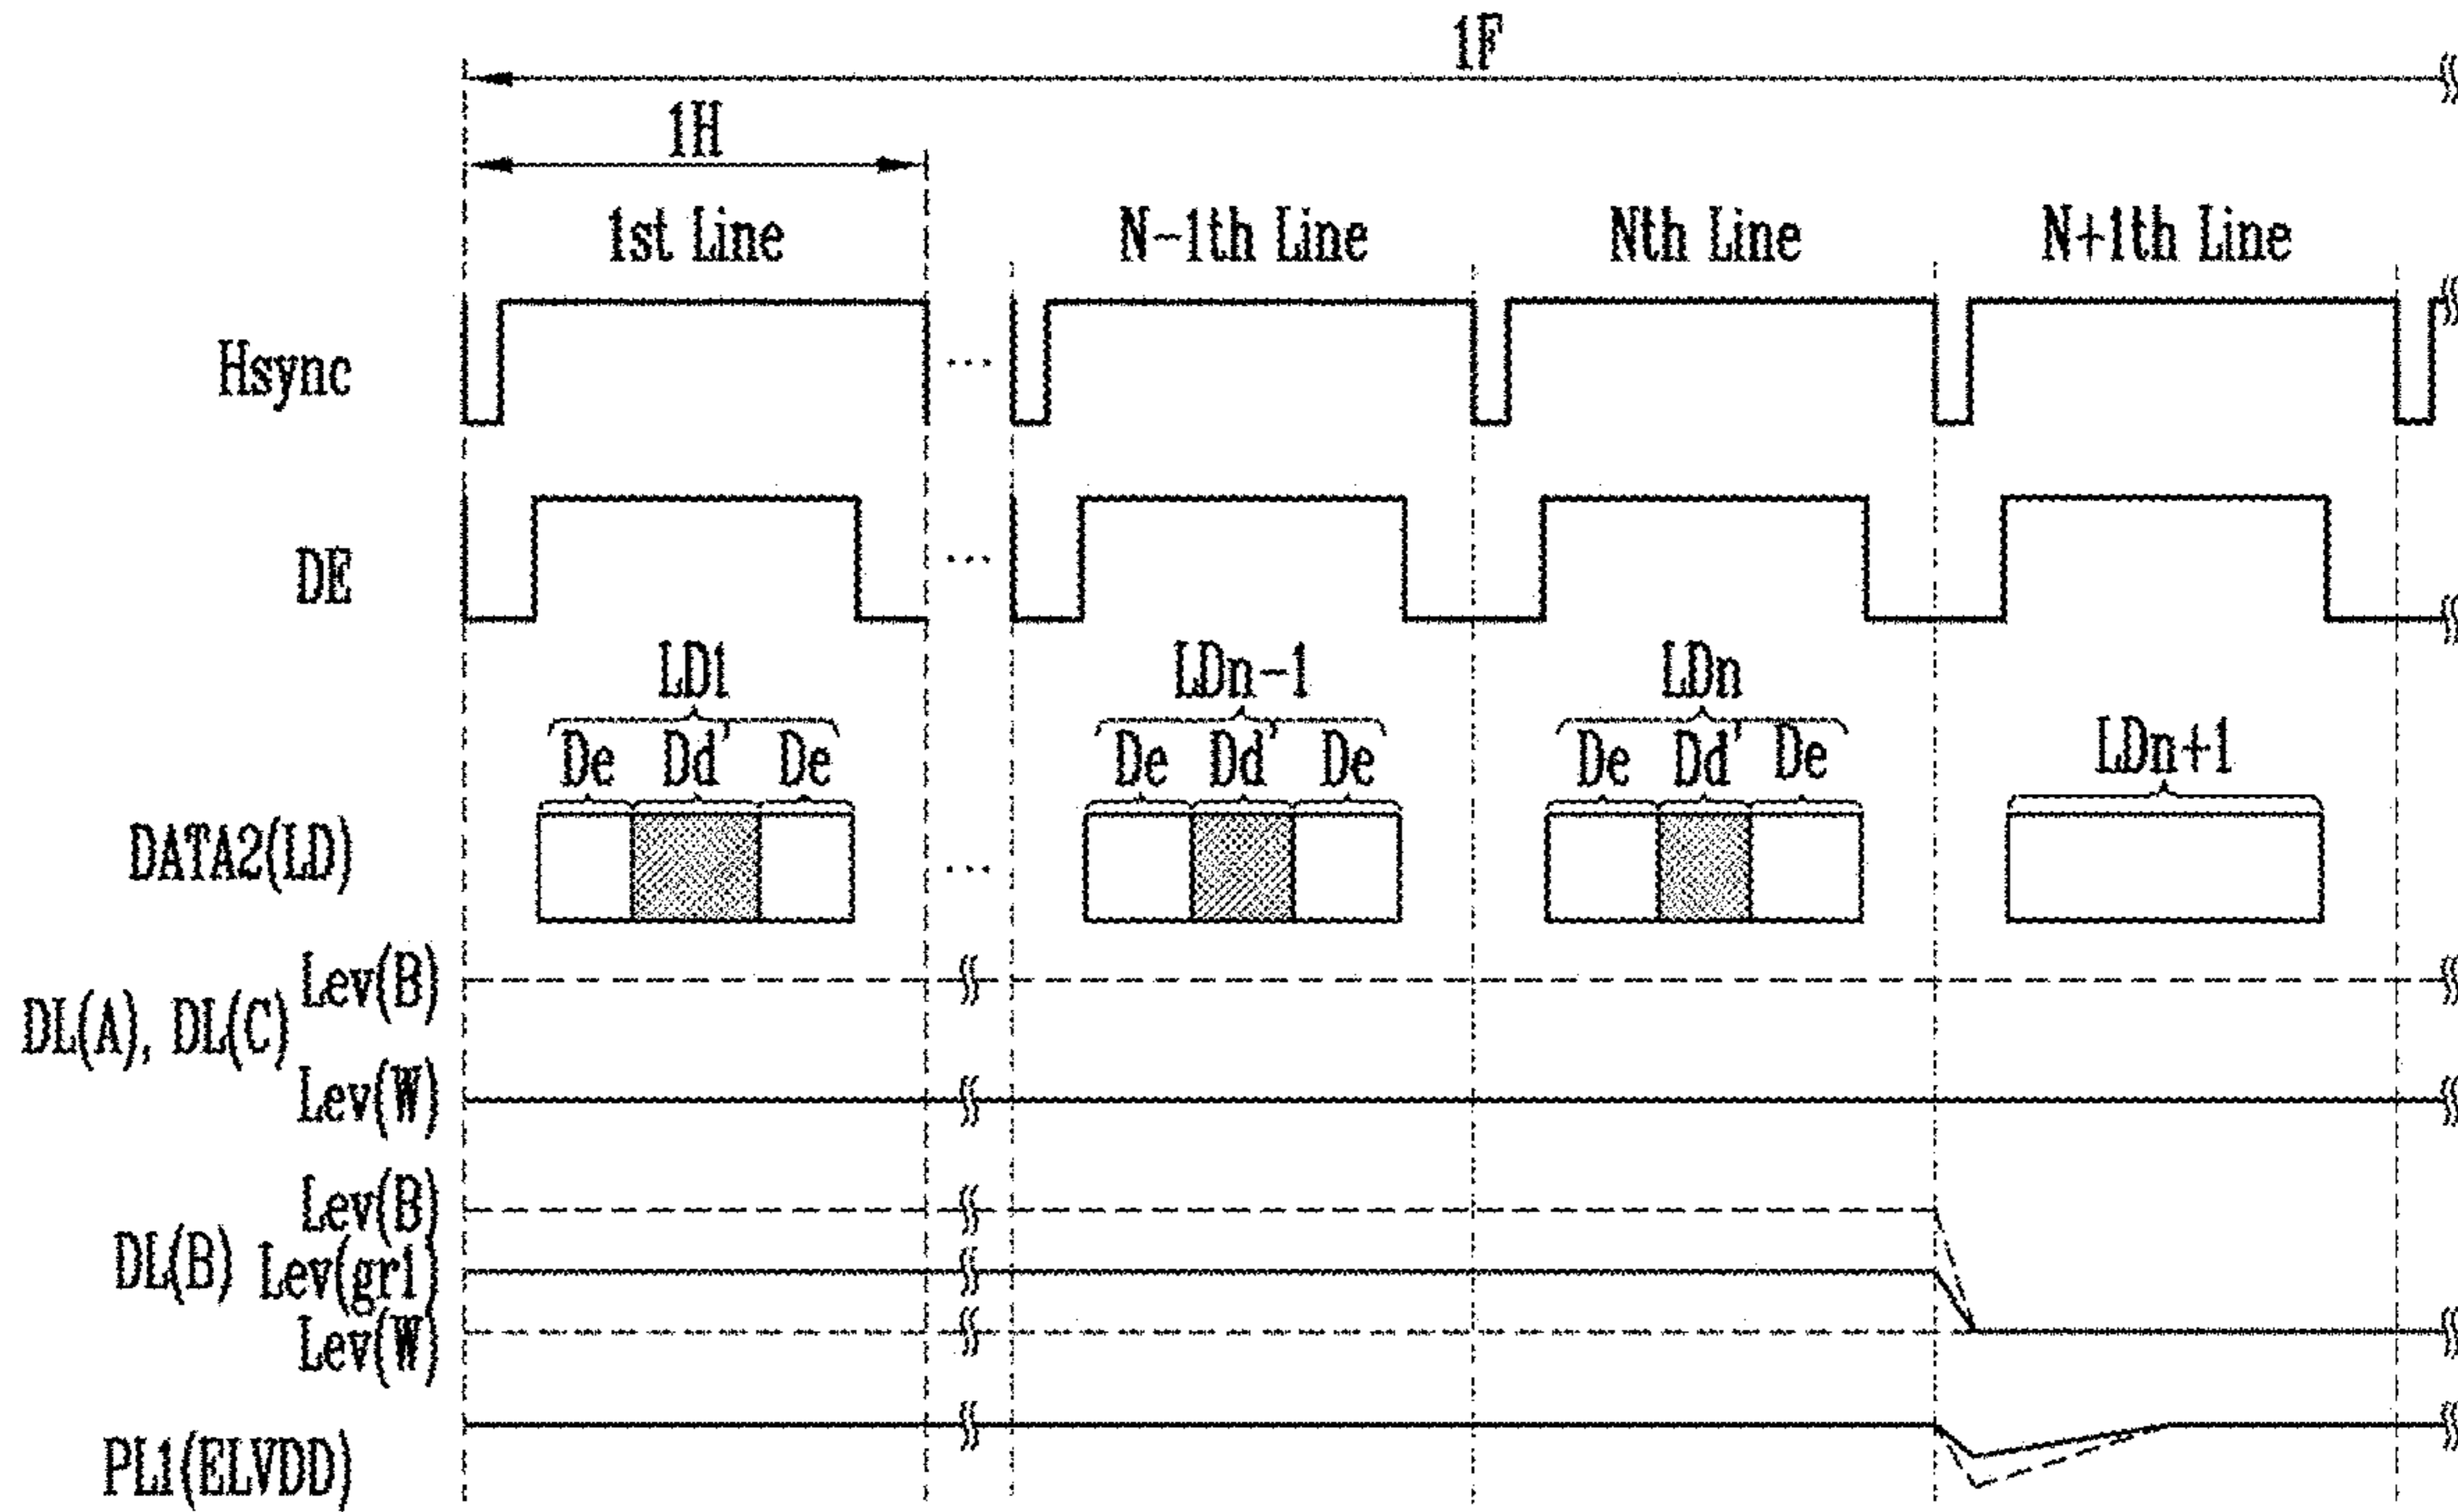 1F
1H
1st Line N-1th Line Nth Line N+1th Line
Hsync
...
DE
...
LD1 LDn-1 LDn
De Dd' De De Dd' De De Dd' De LDn+1
DATA2(LD)
...
Lev(B)
DL(A), DL(C)
Lev(W)
Lev(B)
DL(B) Lev(gr1)
Lev(W)
PL1(ELVDD)